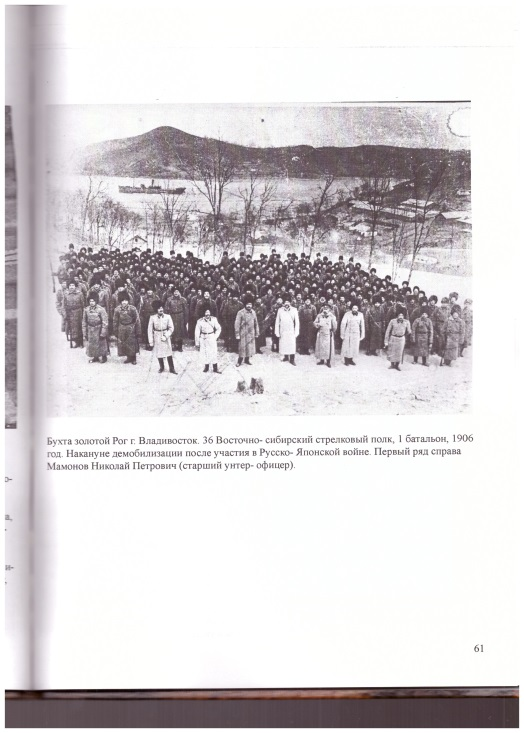 Бухта золотой Рог г. Владивосток. 36 Восточно- сибирский стрелковый полк, 1 батальон, 1906
год. Накануне демобилизации после участия в Русско- Японской войне. Первый ряд справа
Мамонов Николай Петрович (старший унтер- офицер).
61